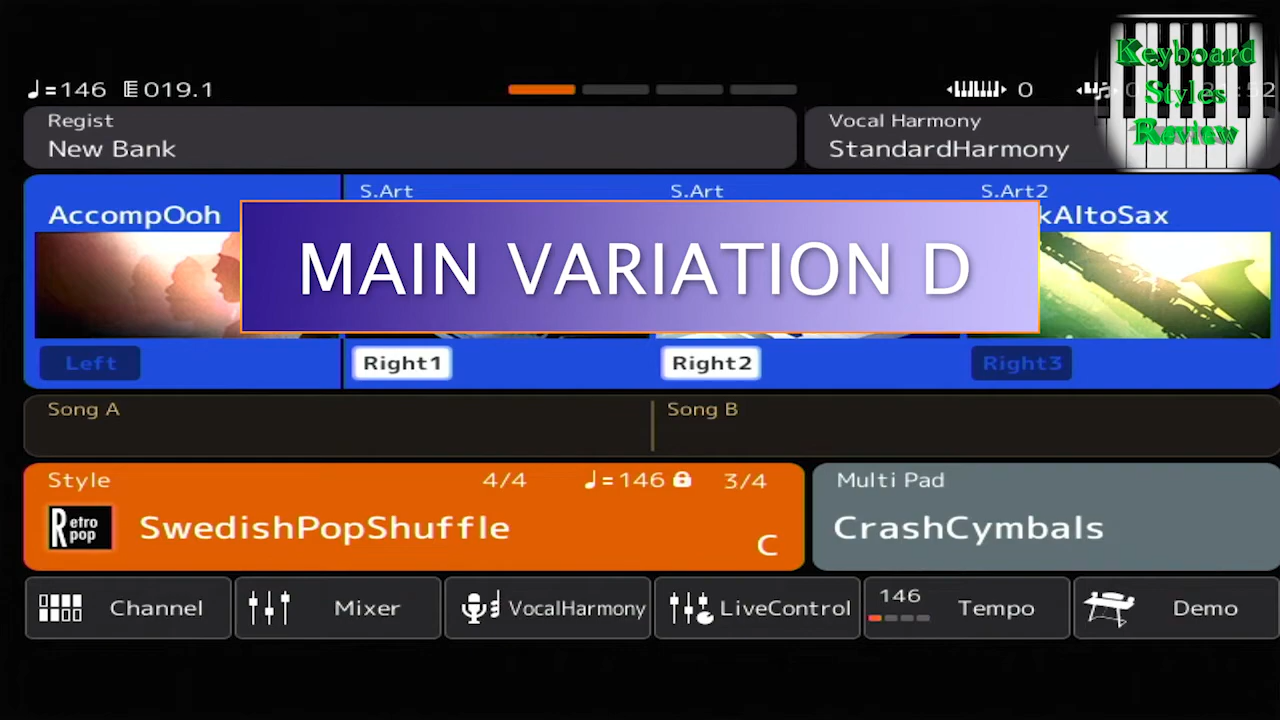 ♩=146 019.1
0
:52
Keyboard
Styles
Review
Regist
New Bank
Vocal Harmony
StandardHarmony
S.Art
S.Art
S.Art2
AccompOoh
kAltoSax
MAIN VARIATION D
Left
Right1
Right2
Right3
Song A
Song B
Style
4/4
♩=146
3/4
Retro
pop
SwedishPopShuffle
C
Multi Pad
CrashCymbals
Channel
Mixer
VocalHarmony
LiveControl
146
Tempo
Demo